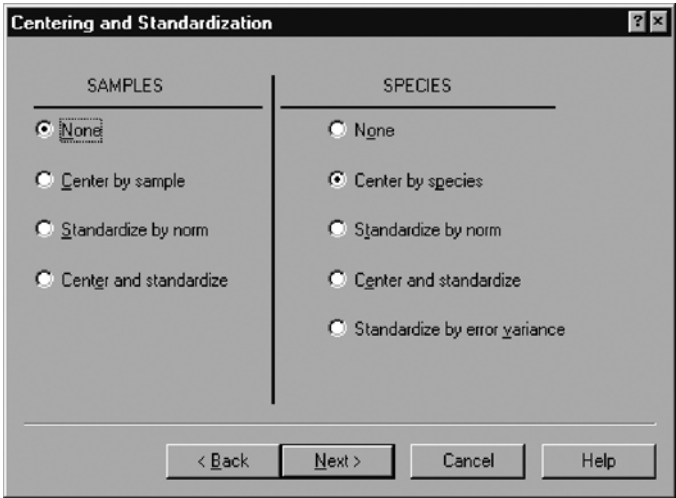 Centering and Standardization
? ×
SAMPLES
None
Center by sample
Standardize by norm
Center and standardize
SPECIES
None
Center by species
Standardize by norm
Center and standardize
Standardize by error variance
< Back
Next >
Cancel
Help